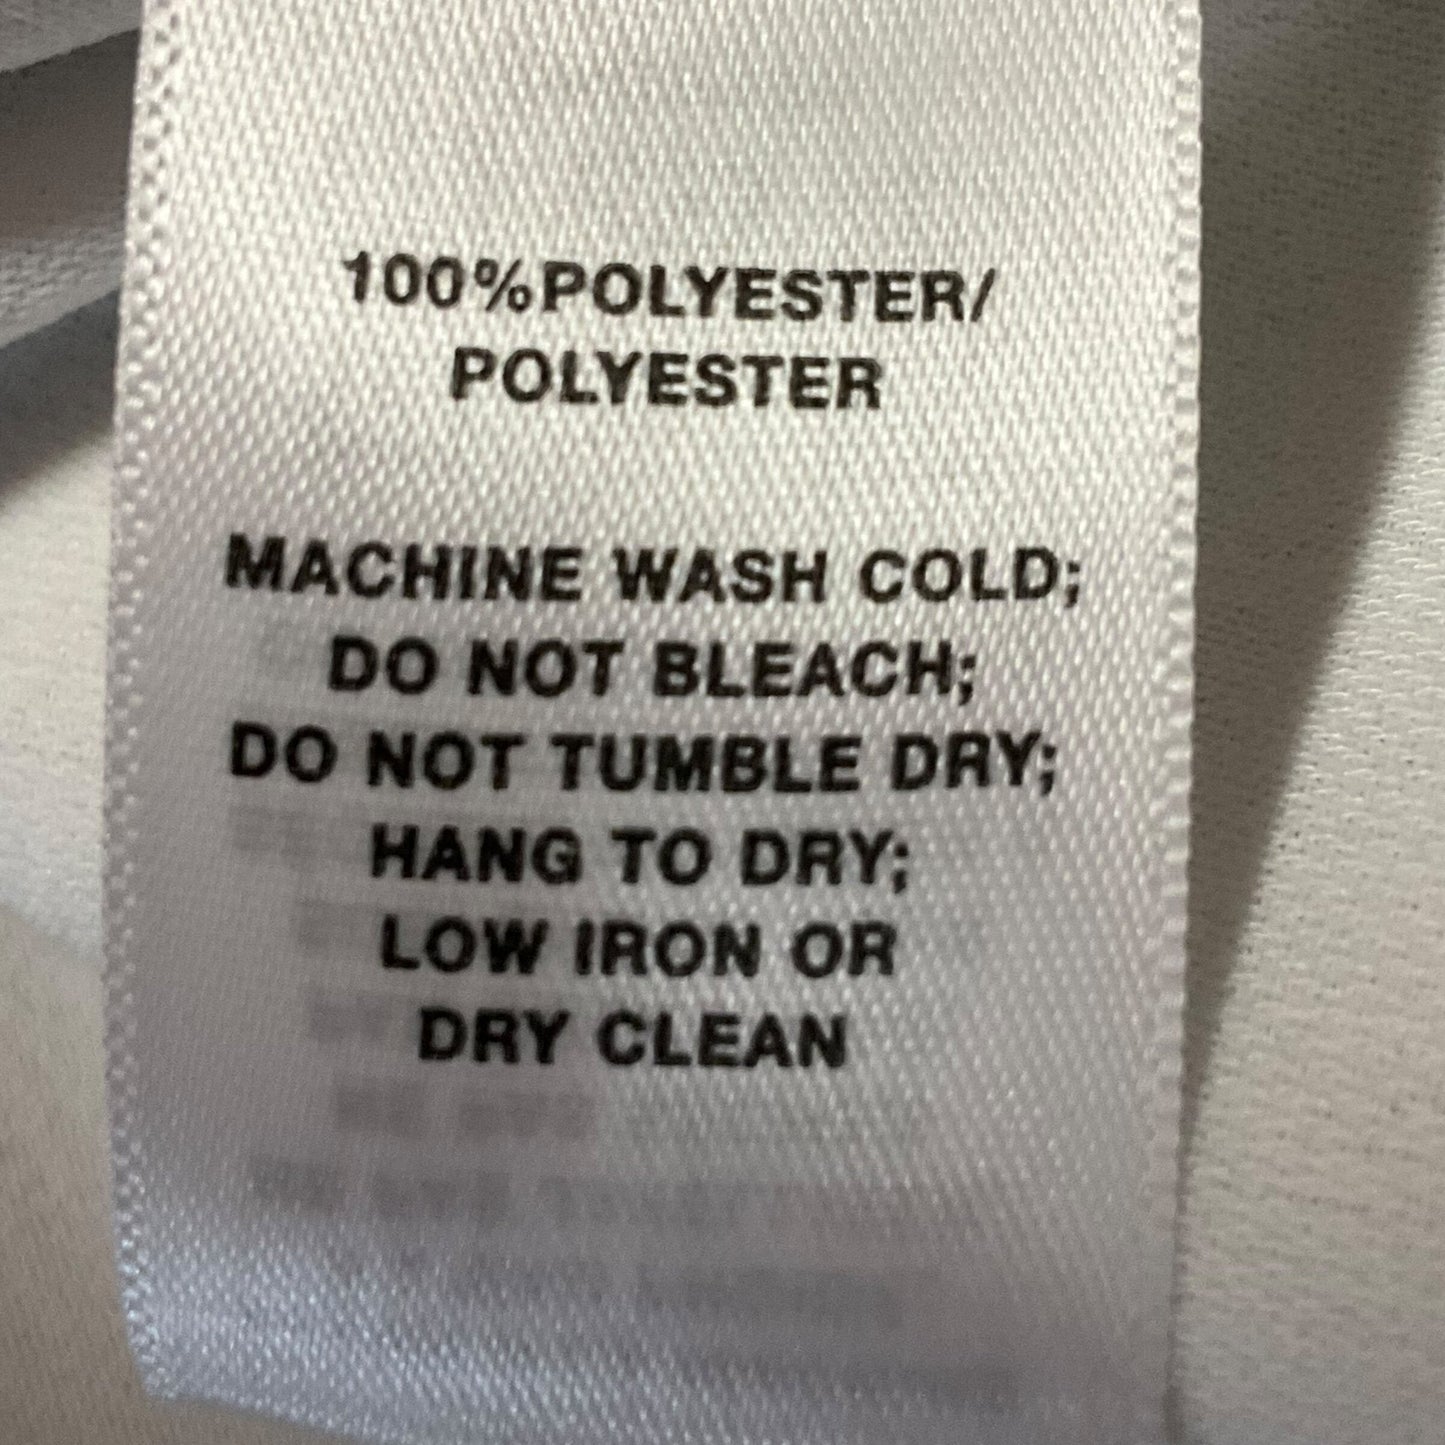 100%POLYESTER/
POLYESTER
MACHINE WASH COLD;
DO NOT BLEACH;
DO NOT TUMBLE DRY;
HANG TO DRY;
LOW IRON OR
DRY CLEAN